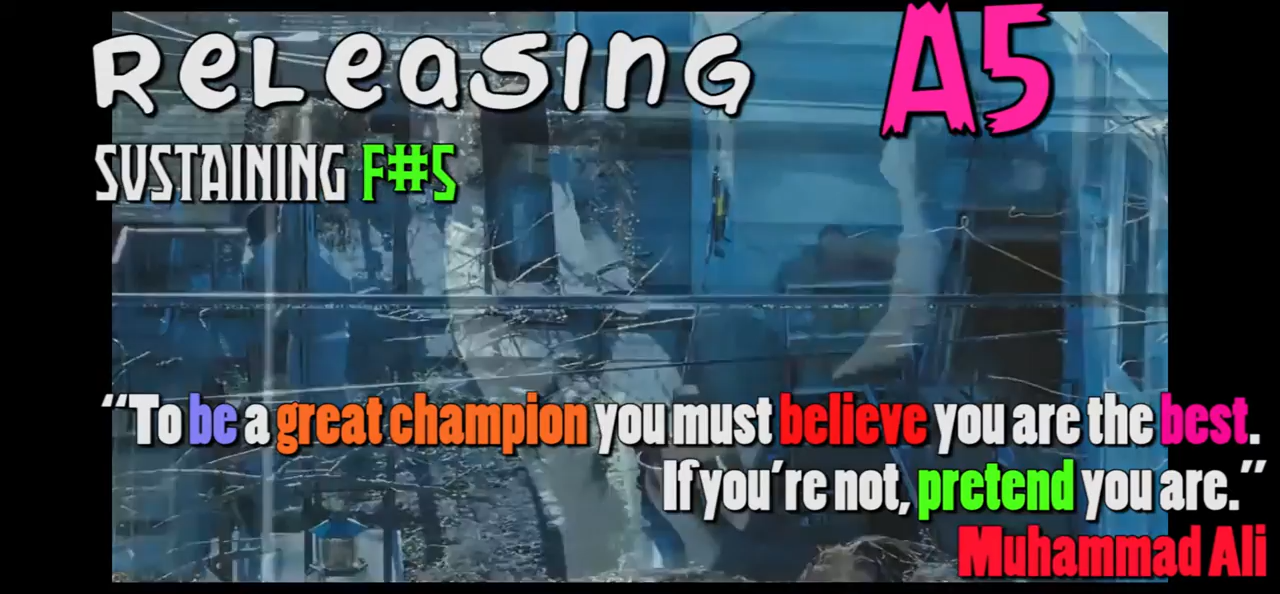 Releasing A5
SUSTAINING F#5
“To be a great champion you must believe you are the best.
If you're not, pretend you are.”
Muhammad Ali